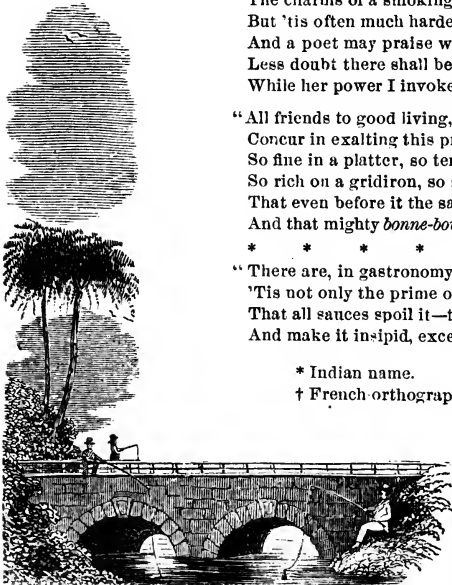 The charms of a smoking
But 'tis often much harde
And a poet may praise w
Less doubt there shall be
While her power I invoke
“All friends to good living,
Concur in exalting this pr
So fine in a platter, so ten
So rich on a gridiron, so
That even before it the sa
And that mighty bonne-bou
* * * *
“There are, in gastronomy
'Tis not only the prime o
That all sauces spoil it—t
And make it insipid, exce
* Indian name.
† French orthograp